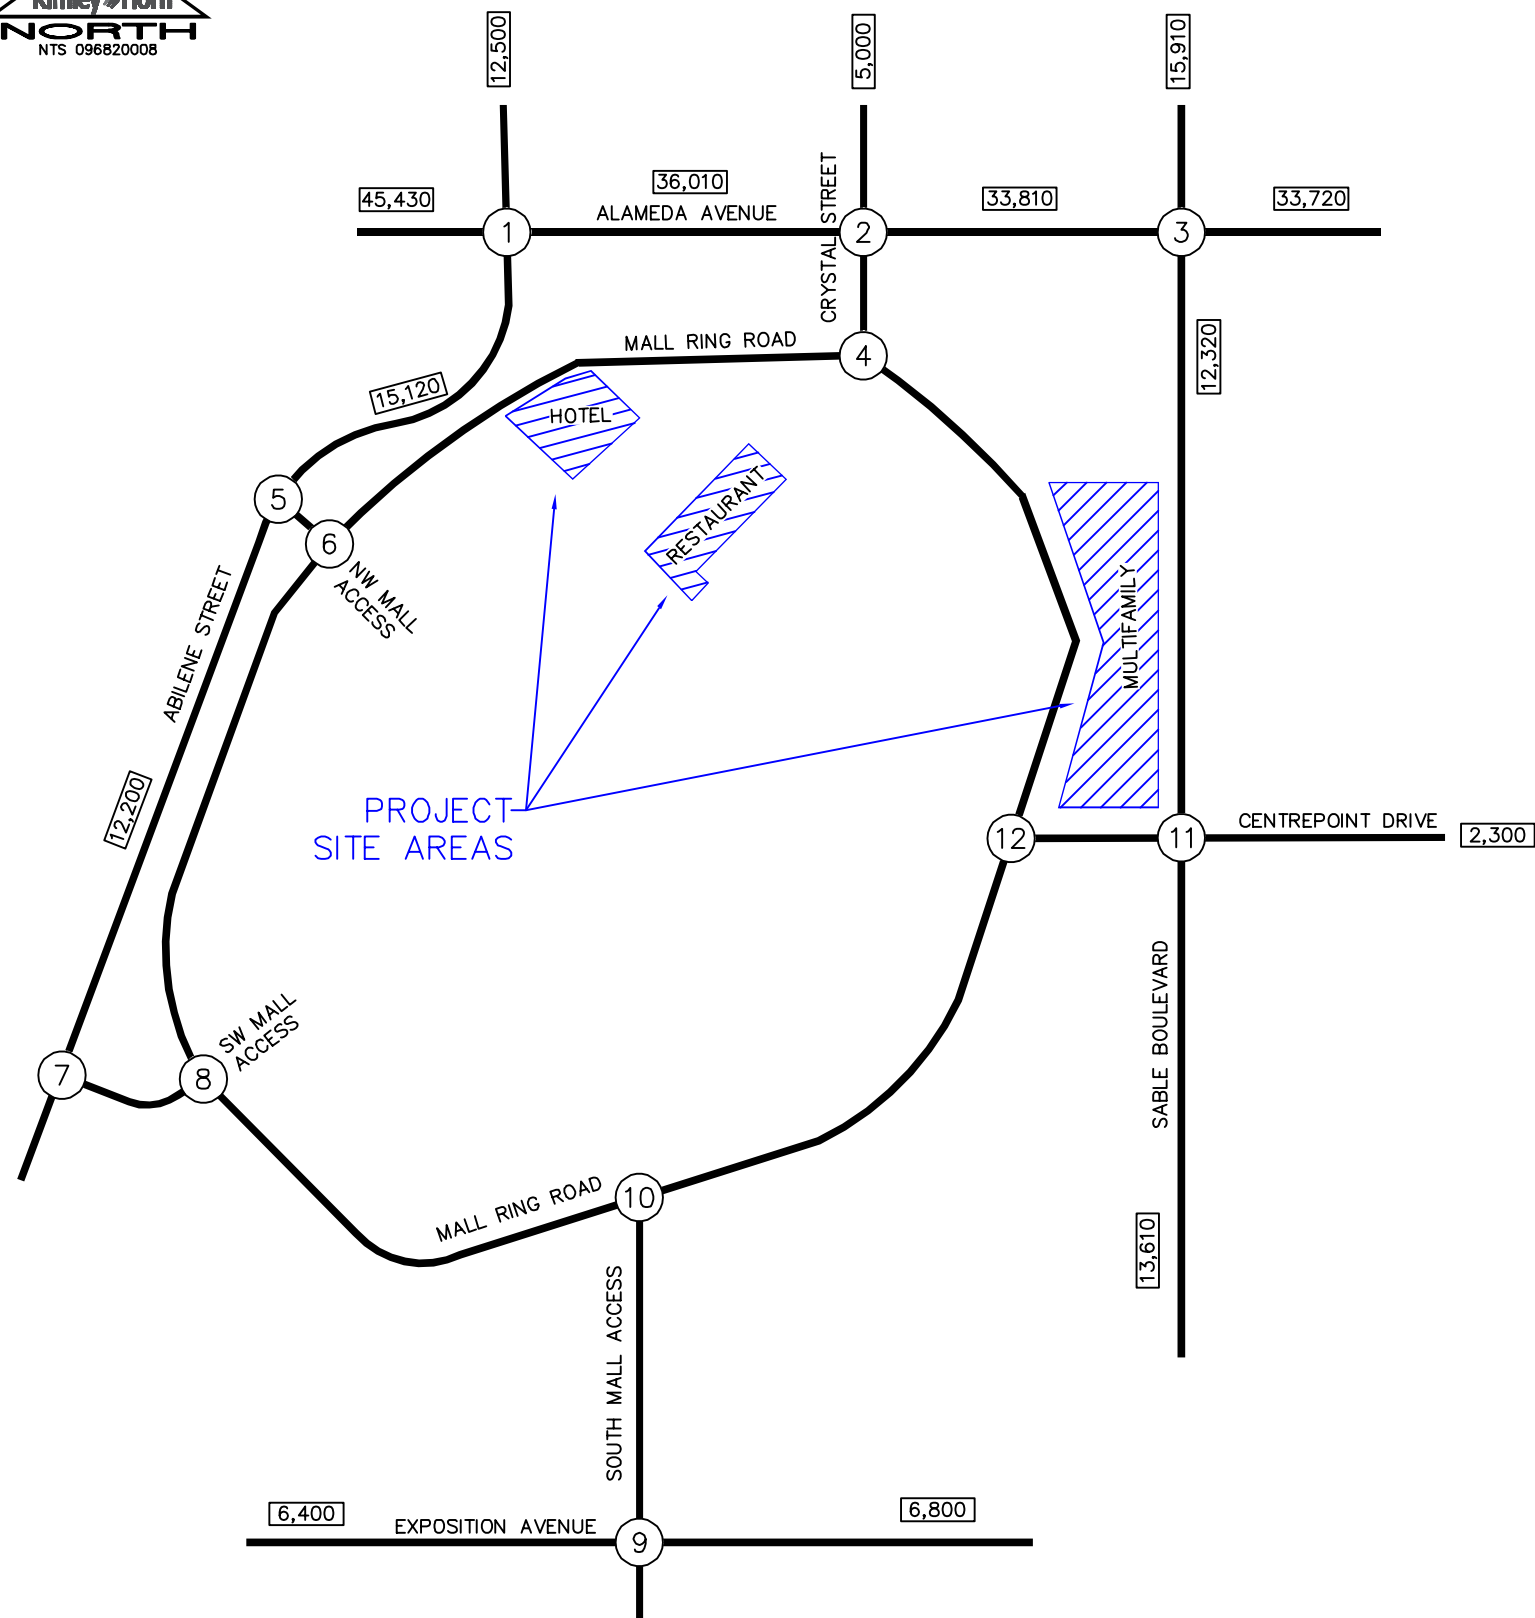 Kimley»Horn
NORTH
NTS 096820008
12,500
5,000
15,910
45,430
36,010
33,810
33,720
ALAMEDA AVENUE
CRYSTAL STREET
1
2
3
MALL RING ROAD
4
12,320
15,120
HOTEL
RESTAURANT
5
6
NW MALL
ACCESS
ABILENE STREET
MULTIFAMILY
12,200
PROJECT
SITE AREAS
12
11
CENTREPOINT DRIVE
2,300
SABLE BOULEVARD
SW MALL
ACCESS
7
8
MALL RING ROAD
10
13,610
SOUTH MALL ACCESS
6,400
EXPOSITION AVENUE
9
6,800